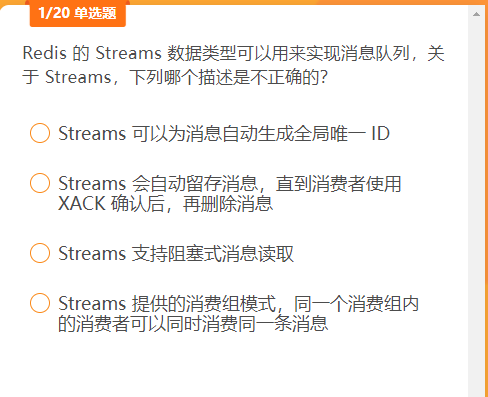 1/20 单选题
Redis 的 Streams 数据类型可以用来实现消息队列，关
于 Streams，下列哪个描述是不正确的？
Streams 可以为消息自动生成全局唯一 ID
Streams 会自动留存消息，直到消费者使用
XACK 确认后，再删除消息
Streams 支持阻塞式消息读取
Streams 提供的消费组模式，同一个消费组内
的消费者可以同时消费同一条消息